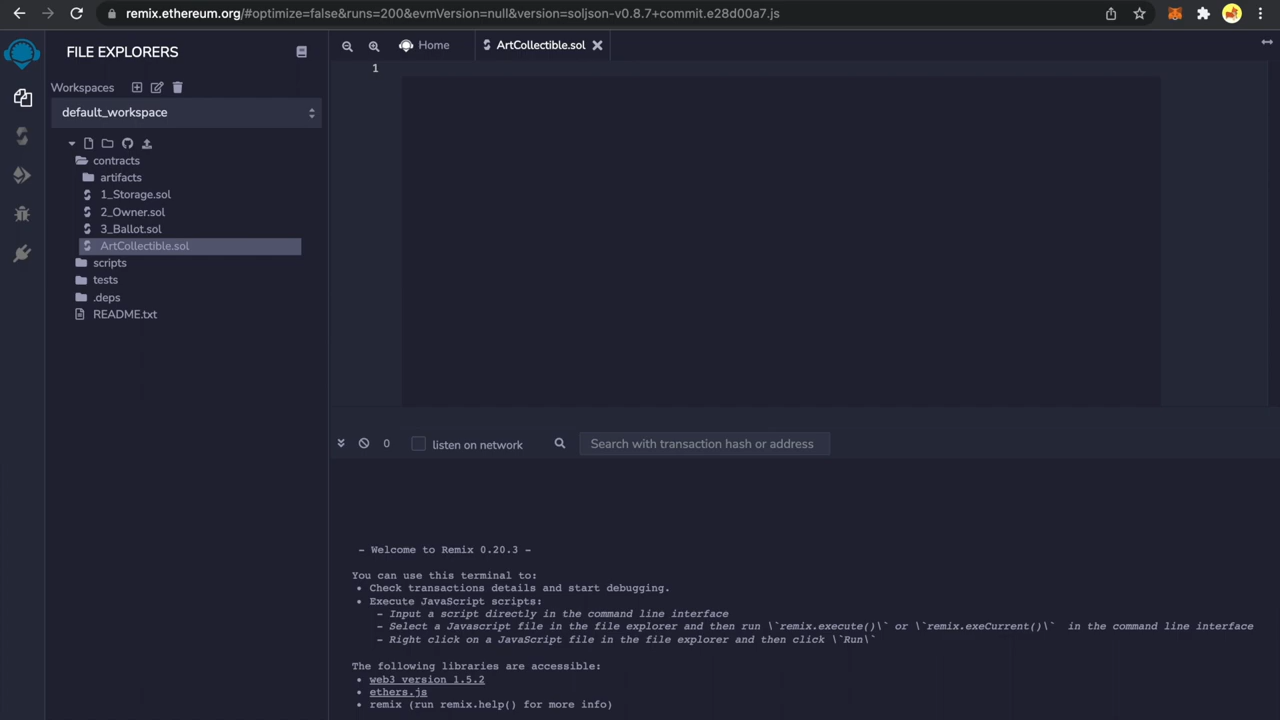 remix.ethereum.org/#optimize=false&runs=200&evmVersion=null&version=soljson-v0.8.7+commit.e28d00a7.js
FILE EXPLORERS
Workspaces
default_workspace
contracts
artifacts
1_Storage.sol
2_Owner.sol
3_Ballot.sol
ArtCollectible.sol
scripts
tests
.deps
README.txt
Home
ArtCollectible.sol
1
0
listen on network
Search with transaction hash or address
- Welcome to Remix 0.20.3 -
You can use this terminal to:
• Check transactions details and start debugging.
• Execute JavaScript scripts:
- Input a script directly in the command line interface
- Select a Javascript file in the file explorer and then run \`remix.execute()\` or \`remix.exeCurrent()\` in the command line interface
- Right click on a JavaScript file in the file explorer and then click \`Run\`
The following libraries are accessible:
• web3 version 1.5.2
• ethers.js
• remix (run remix.help() for more info)